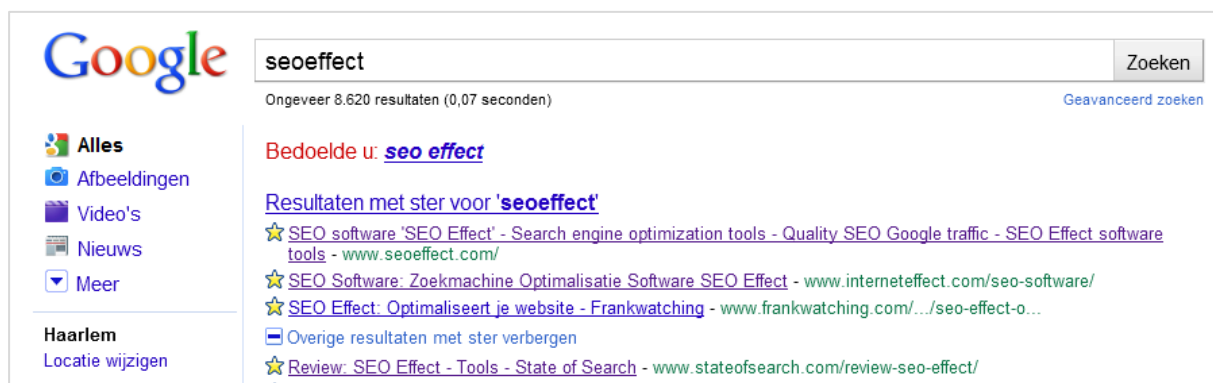 Google
seoeffect
Zoeken
Ongeveer 8.620 resultaten (0,07 seconden)
Geavanceerd zoeken
Alles
Afbeeldingen
Video's
Nieuws
Meer
Haarlem
Locatie wijzigen
Bedoelde u: seo effect
Resultaten met ster voor 'seoeffect'
SEO software 'SEO Effect' - Search engine optimization tools - Quality SEO Google traffic - SEO Effect software
tools - www.seoeffect.com/
SEO Software: Zoekmachine Optimalisatie Software SEO Effect - www.interneteffect.com/seo-software/
SEO Effect: Optimaliseert je website - Frankwatching - www.frankwatching.com/.../seo-effect-o...
Overige resultaten met ster verbergen
Review: SEO Effect - Tools - State of Search - www.stateofsearch.com/review-seo-effect/